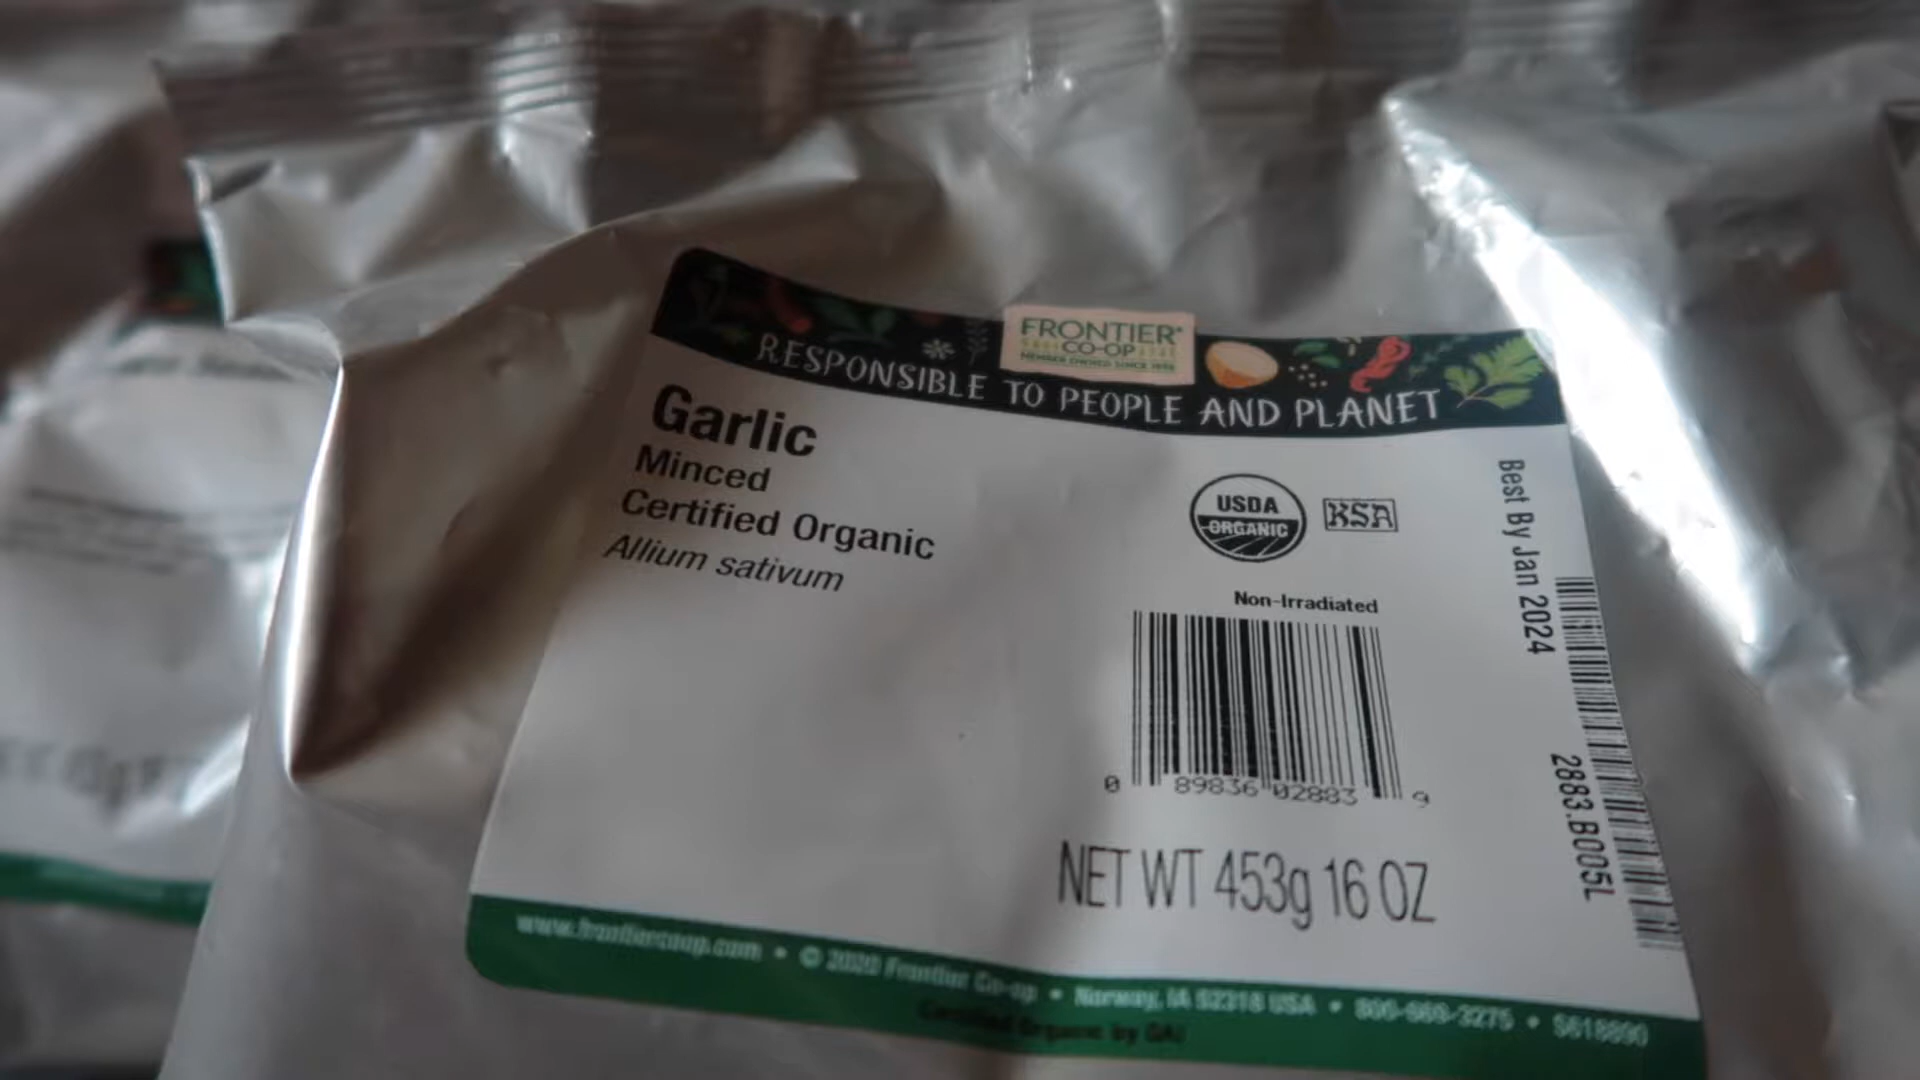 FRONTIER®
CO-OP
MEMBER OWNED SINCE 1976
RESPONSIBLE TO PEOPLE AND PLANET
Garlic
Minced
Certified Organic
Allium sativum
USDA
ORGANIC
KSA
Non-Irradiated
0 89836 02883 9
NET WT 453g 16 OZ
Best By Jan 2024
2883.B005L
www.frontiercoop.com • © 2020 Frontier Co-op • Norway, IA 52318 USA • 800-669-3275 •
Certified Organic by QAI